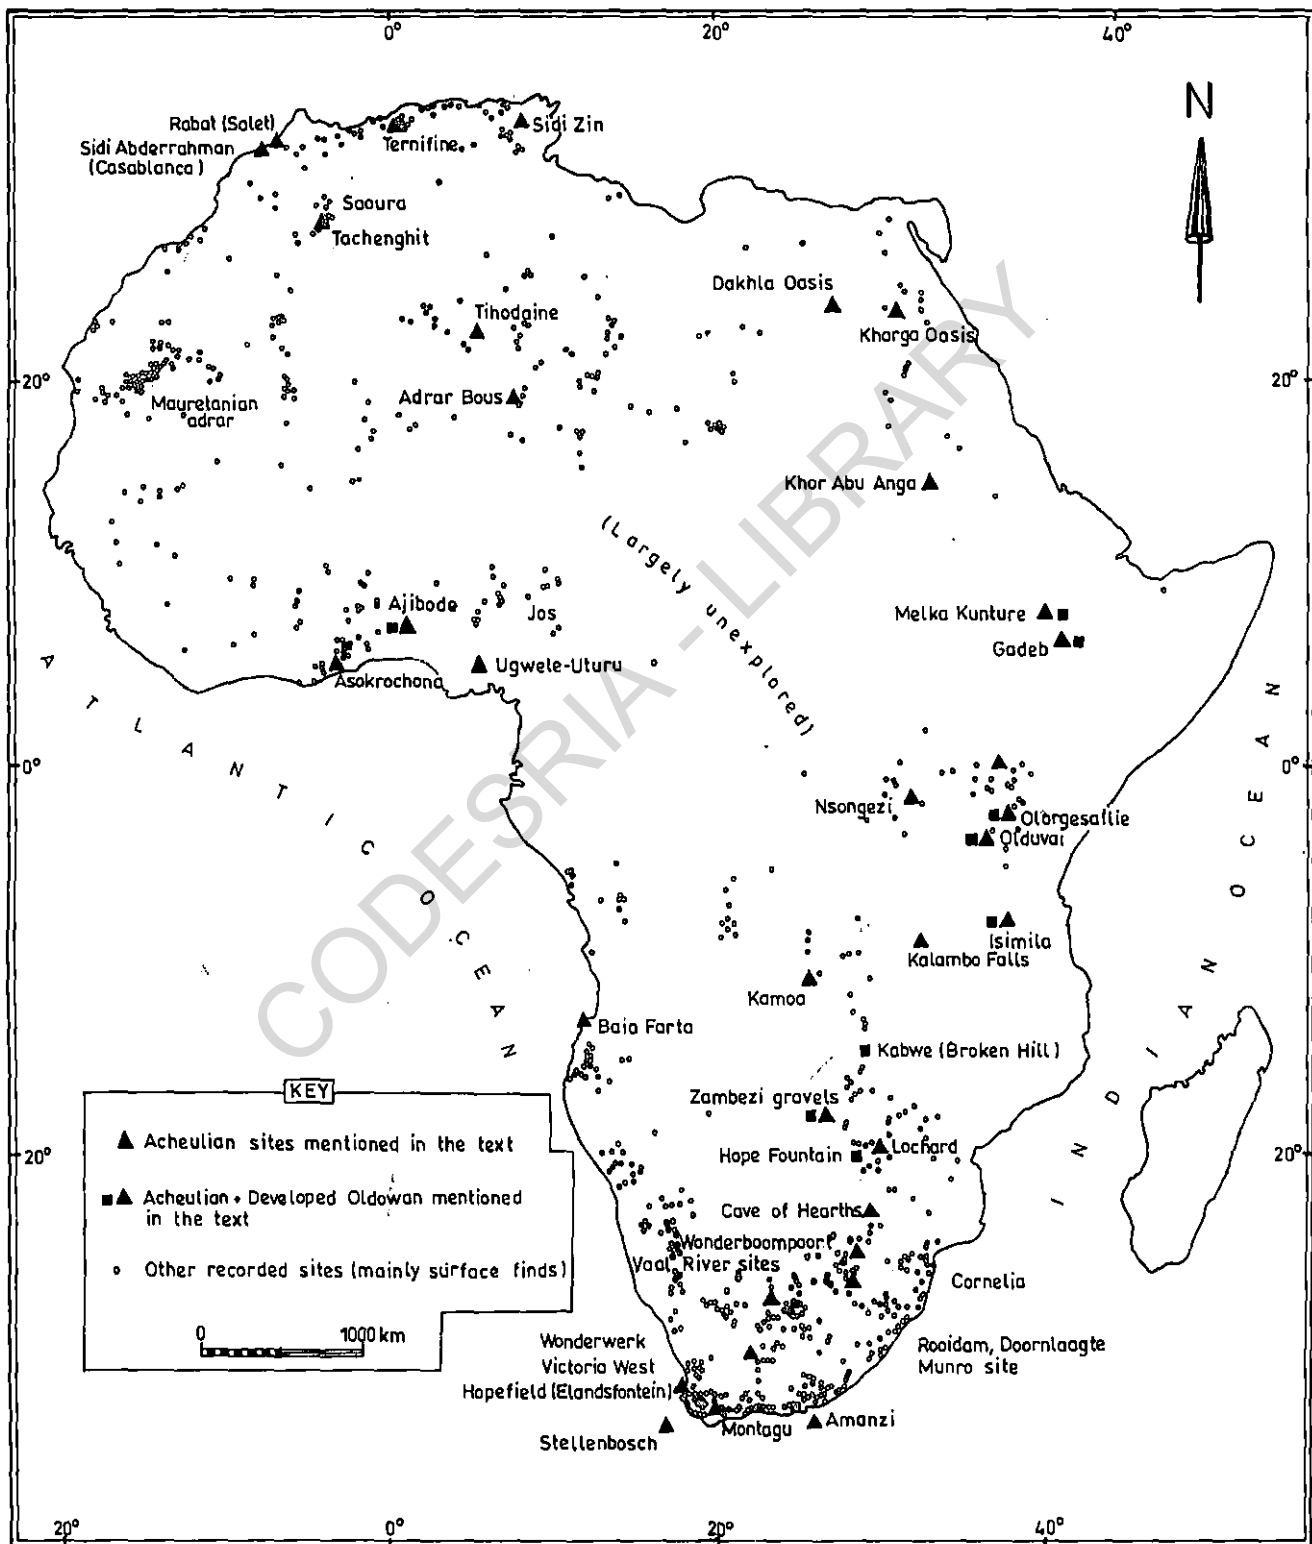 0° 20° 40°
N
Rabat (Salet)
Sidi Abderrahman
(Casablanca)
Ternifine
Sidi Zin
Saoura
Tachenghit
Dakhla Oasis
Kharga Oasis
Tihodaine
20° 20°
Adrar Bous
Mauretanian
adrar
Khor Abu Anga
(Largely unexplored)
Ajibode
Jos
Melka Kunture
Gadeb
Ugwele-Uturu
Asokrochona
ATLANTIC OCEAN
0° 0°
Nsongezi
Olorgesailie
Olduvai
INDIAN OCEAN
Isimila
Kalambo Falls
Kamoa
Baia Farta
Kabwe (Broken Hill)
Zambezi gravels
Hope Fountain
Lochard
20° 20°
Cave of Hearths
Wonderboompoort
Vaal River sites
Cornelia
Wonderwerk
Victoria West
Rooidam, Doornlaagte
Munro site
Hopefield (Elandsfontein)
Montagu
Amanzi
Stellenbosch
KEY
Acheulian sites mentioned in the text
Acheulian + Developed Oldowan mentioned
in the text
Other recorded sites (mainly surface finds)
0 1000 km
20° 0° 20° 40°
CODESRIA - LIBRARY